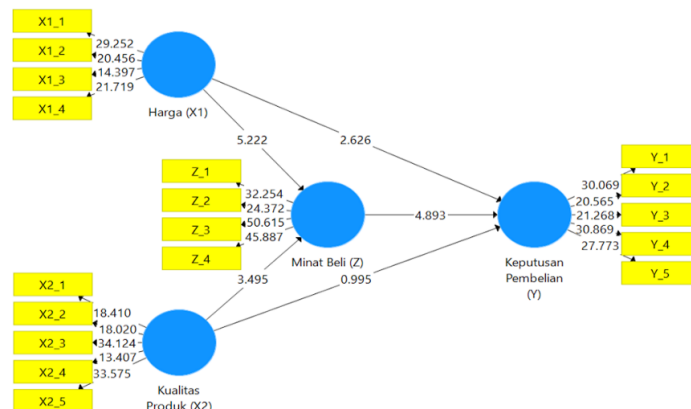 X1_1
X1_2
X1_3
X1_4
29.252
20.456
14.397
21.719
Harga (X1)
5.222
2.626
Z_1
Z_2
Z_3
Z_4
32.254
24.372
50.615
45.887
Minat Beli (Z)
4.893
3.495
0.995
Y_1
Y_2
Y_3
Y_4
Y_5
30.069
20.565
21.268
30.869
27.773
Keputusan
Pembelian
(Y)
X2_1
X2_2
X2_3
X2_4
X2_5
18.410
18.020
34.124
13.407
33.575
Kualitas
Produk (X2)